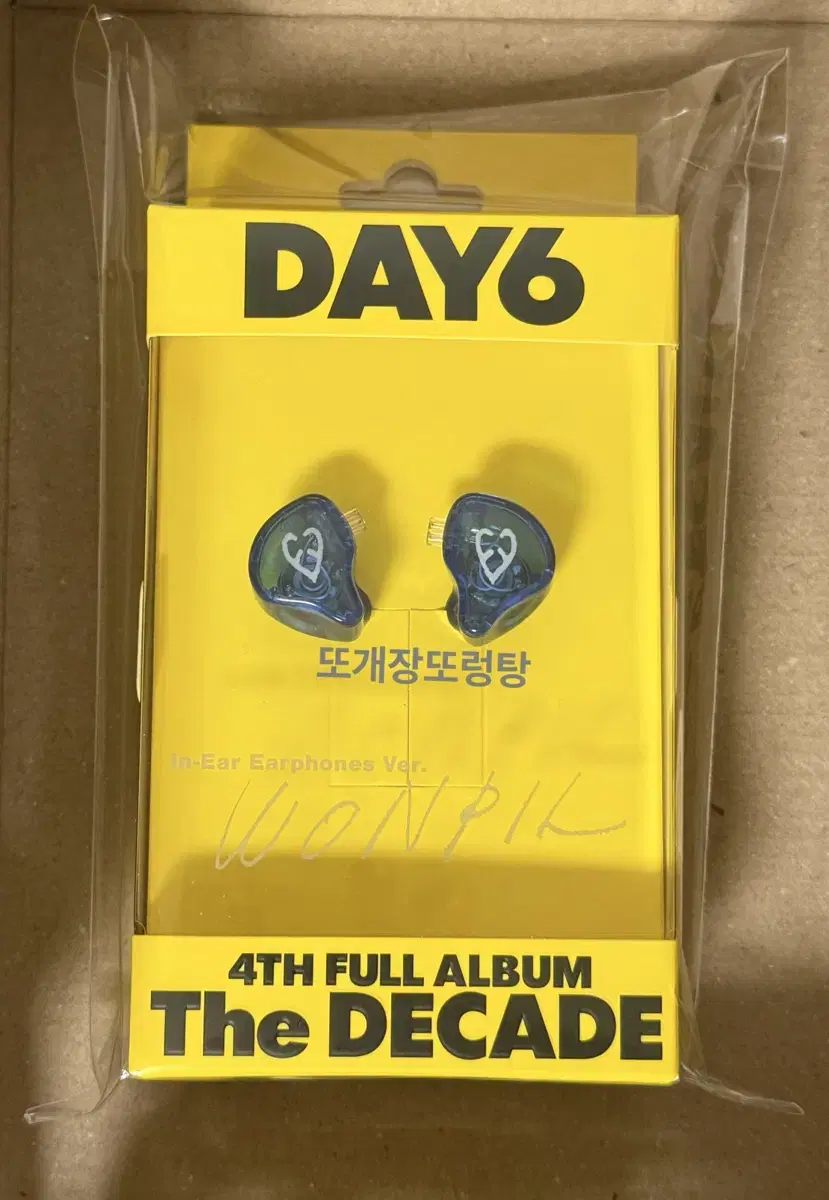 DAY6
또개장또렁탕
In-Ear Earphones Ver.
WONPIL
4TH FULL ALBUM
The DECADE